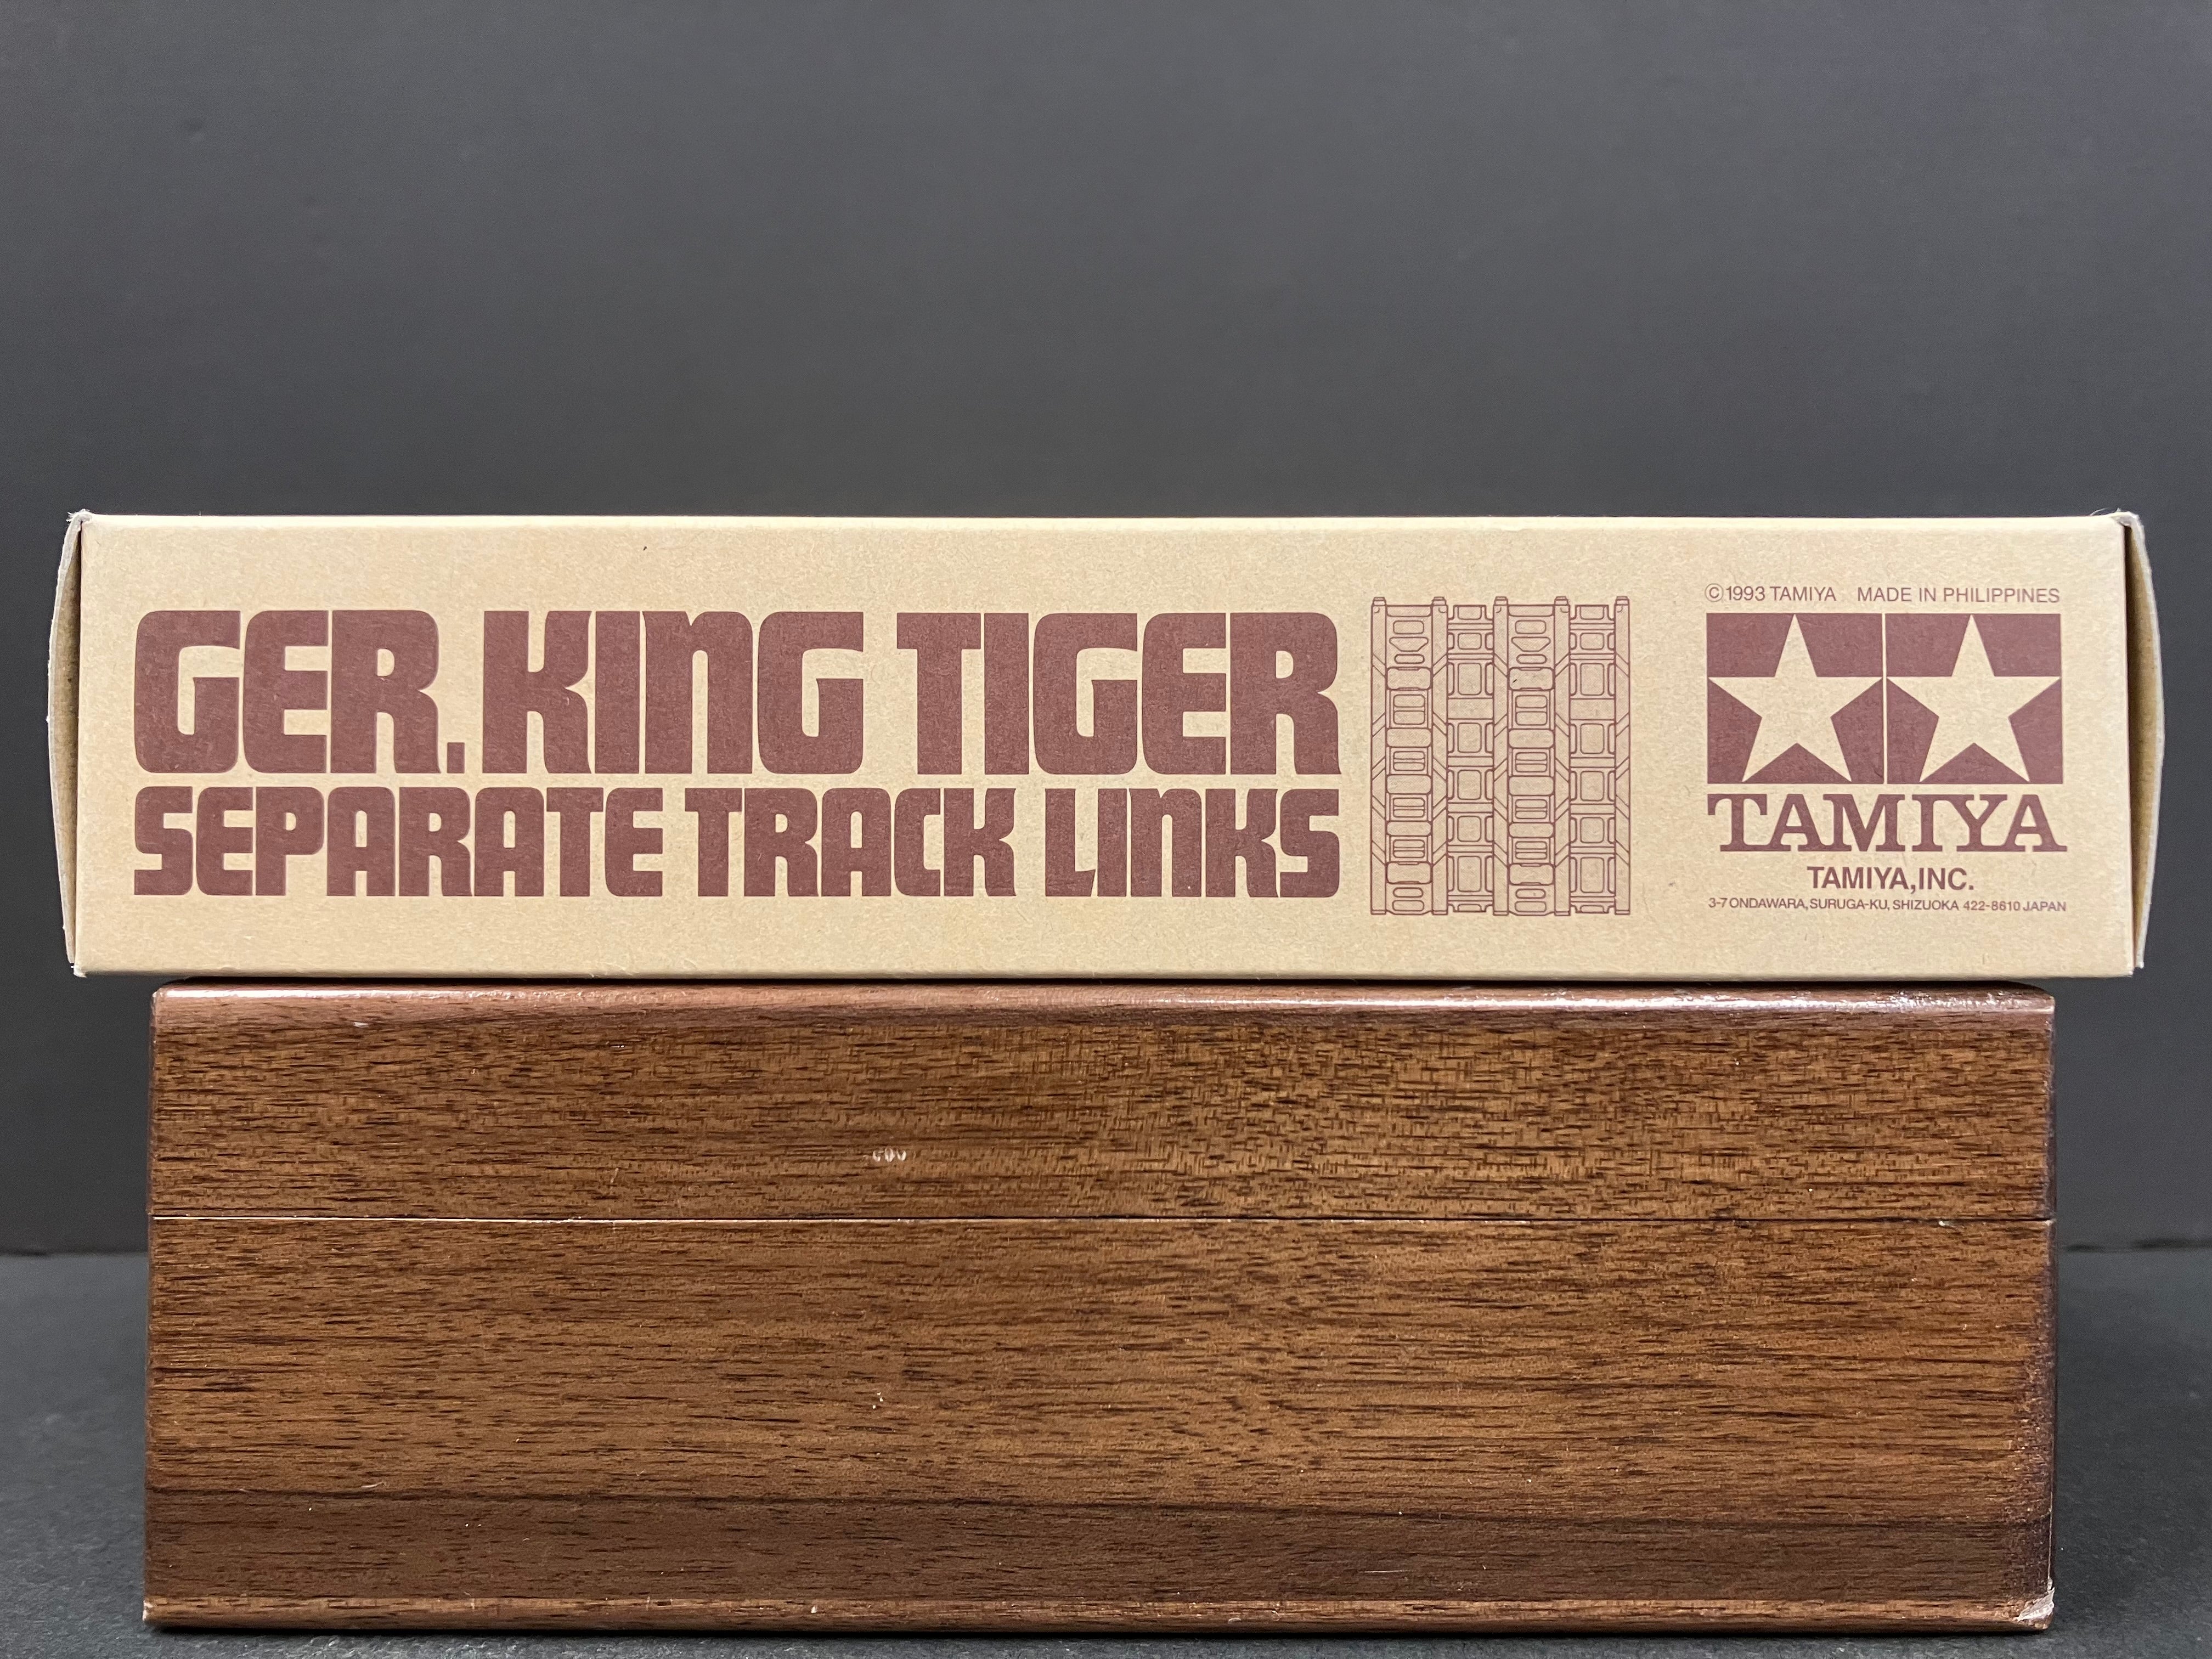 GER. KING TIGER
SEPARATE TRACK LINKS
©1993 TAMIYA MADE IN PHILIPPINES
TAMIYA
TAMIYA,INC.
3-7 ONDAWARA, SURUGA-KU, SHIZUOKA 422-8610 JAPAN